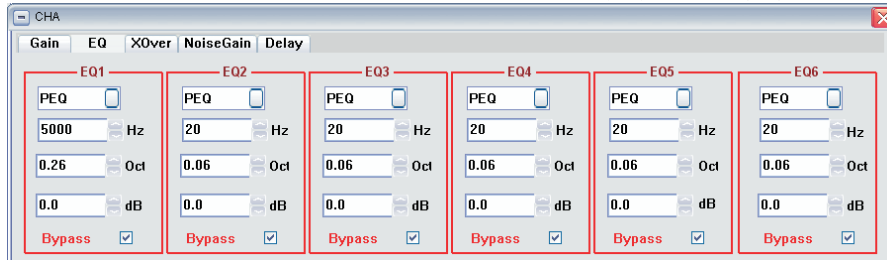 CHA
Gain EQ XOver NoiseGain Delay
EQ1 EQ2 EQ3 EQ4 EQ5 EQ6
PEQ PEQ PEQ PEQ PEQ PEQ
5000 Hz 20 Hz 20 Hz 20 Hz 20 Hz 20 Hz
0.26 Oct 0.06 Oct 0.06 Oct 0.06 Oct 0.06 Oct 0.06 Oct
0.0 dB 0.0 dB 0.0 dB 0.0 dB 0.0 dB 0.0 dB
Bypass Bypass Bypass Bypass Bypass Bypass